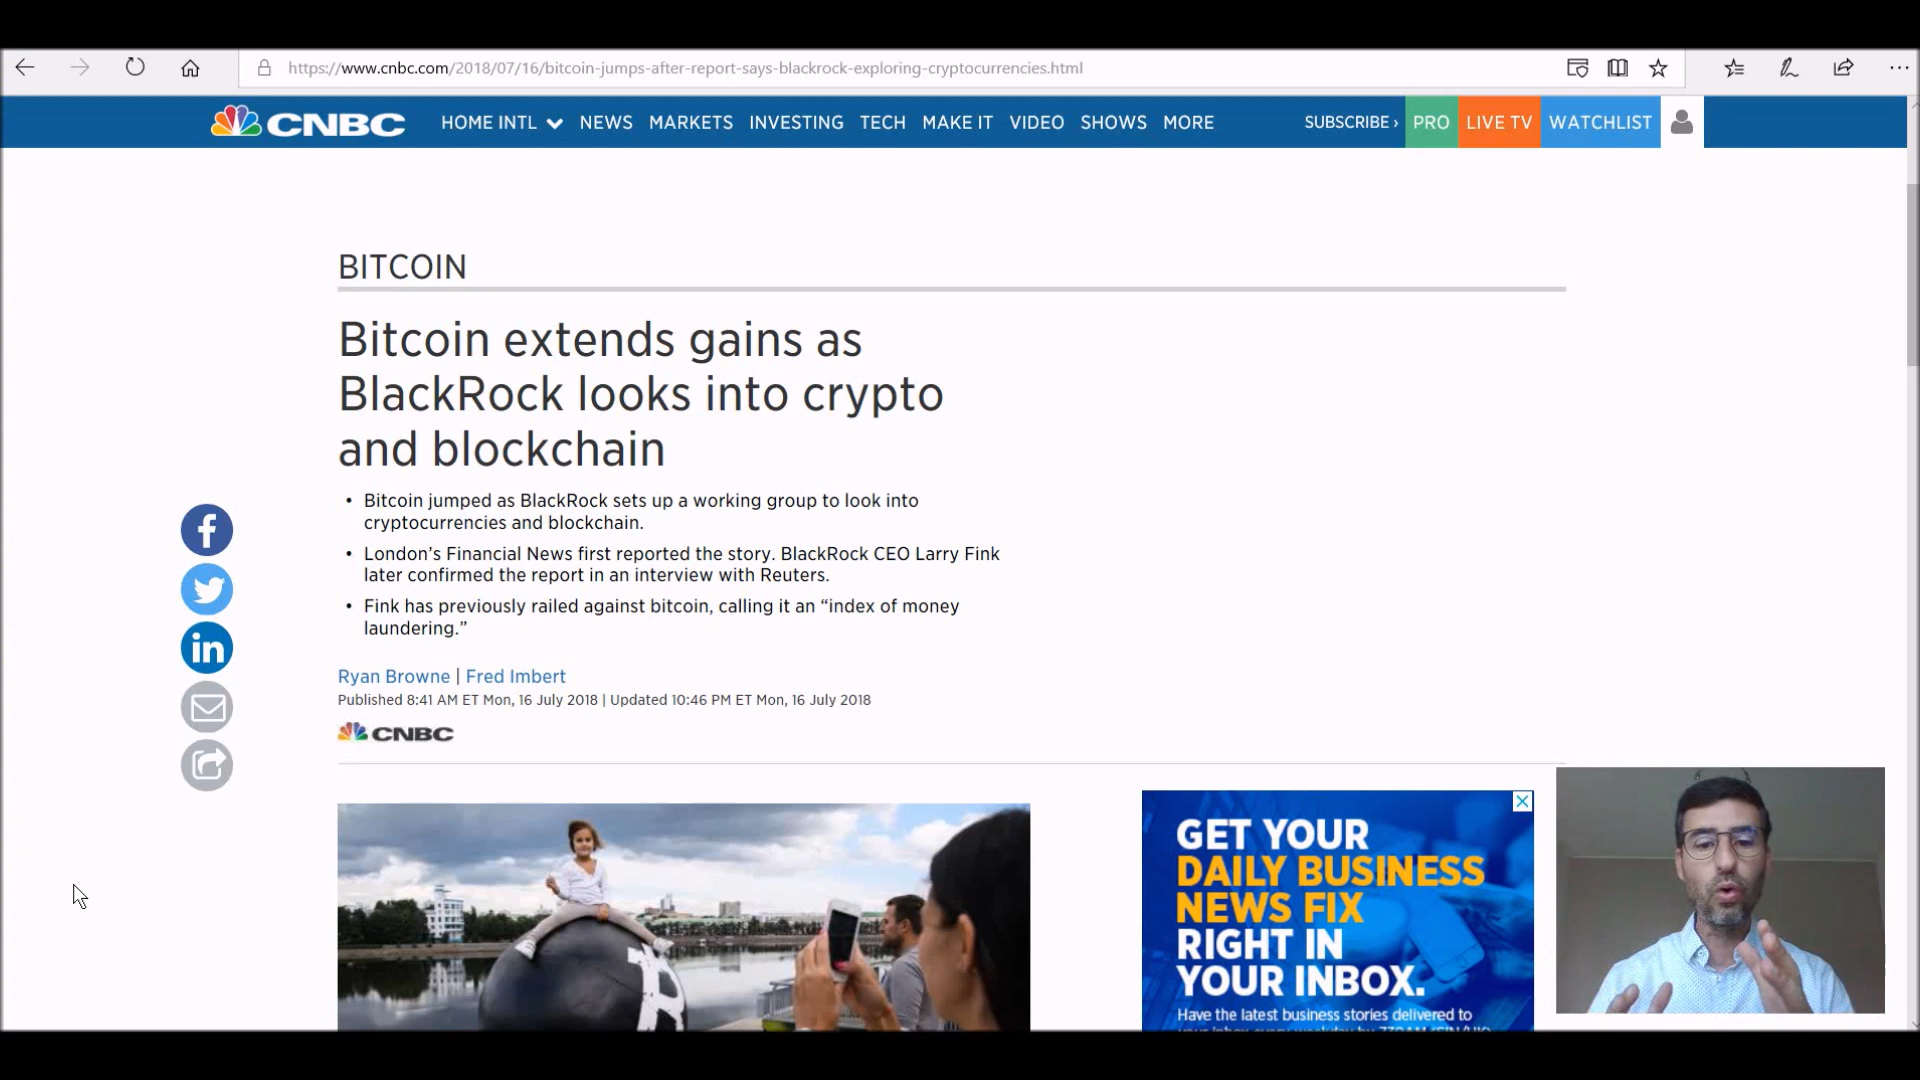 https://www.cnbc.com/2018/07/16/bitcoin-jumps-after-report-says-blackrock-exploring-cryptocurrencies.html
CNBC HOME INTL NEWS MARKETS INVESTING TECH MAKE IT VIDEO SHOWS MORE SUBSCRIBE › PRO LIVE TV WATCHLIST
BITCOIN
Bitcoin extends gains as
BlackRock looks into crypto
and blockchain
• Bitcoin jumped as BlackRock sets up a working group to look into
cryptocurrencies and blockchain.
• London’s Financial News first reported the story. BlackRock CEO Larry Fink
later confirmed the report in an interview with Reuters.
• Fink has previously railed against bitcoin, calling it an “index of money
laundering.”
Ryan Browne | Fred Imbert
Published 8:41 AM ET Mon, 16 July 2018 | Updated 10:46 PM ET Mon, 16 July 2018
CNBC
GET YOUR
DAILY BUSINESS
NEWS FIX
RIGHT IN
YOUR INBOX.
Have the latest business stories delivered to